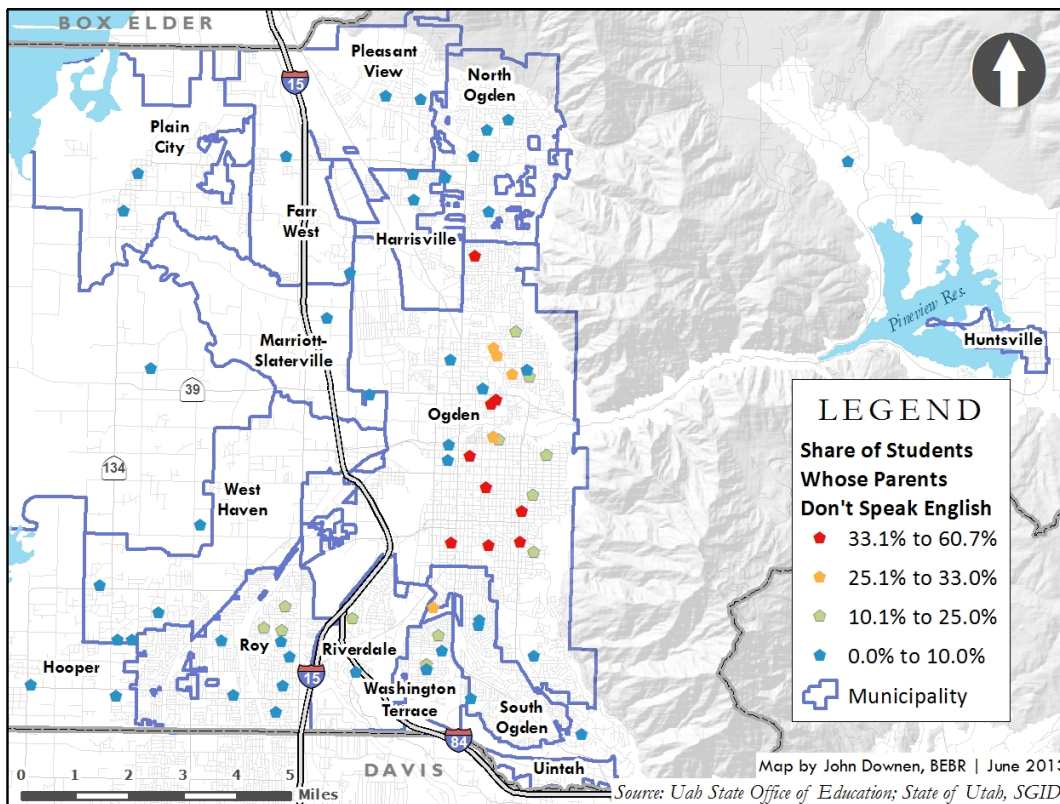 BOX ELDER
Pleasant
View
15
North
Ogden
Plain
City
Farr
West
Harrisville
Pineview Res.
Huntsville
Marriott-
Slaterville
39
Ogden
134
West
Haven
LEGEND
Share of Students
Whose Parents
Don't Speak English
33.1% to 60.7%
25.1% to 33.0%
10.1% to 25.0%
0.0% to 10.0%
Municipality
Roy
Riverdale
Hooper
15
Washington
Terrace
South
Ogden
84
Uintah
DAVIS
0 1 2 3 4 5
Miles
Map by John Downen, BEBR | June 2013
Source: Uah State Office of Education; State of Utah, SGID